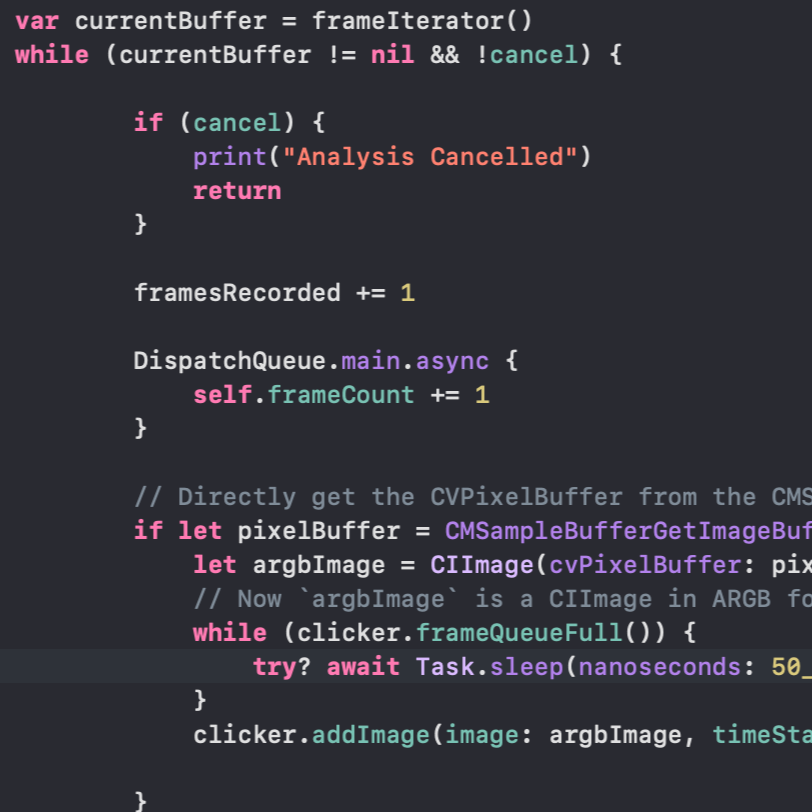 var currentBuffer = frameIterator()
while (currentBuffer != nil && !cancel) {
if (cancel) {
print("Analysis Cancelled")
return
}
framesRecorded += 1
DispatchQueue.main.async {
self.frameCount += 1
}
// Directly get the CVPixelBuffer from the CMS
if let pixelBuffer = CMSampleBufferGetImageBuf
let argbImage = CIImage(cvPixelBuffer: pix
// Now `argbImage` is a CIImage in ARGB fo
while (clicker.frameQueueFull()) {
try? await Task.sleep(nanoseconds: 50_
}
clicker.addImage(image: argbImage, timeSta
}